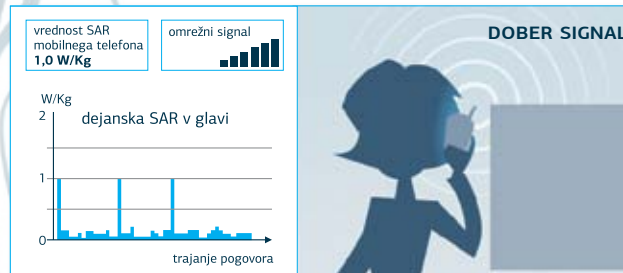 vrednost SAR
mobilnega telefona
1,0 W/Kg
omrežni signal
DOBER SIGNAL
W/Kg
2
dejanska SAR v glavi
1
0
trajanje pogovora